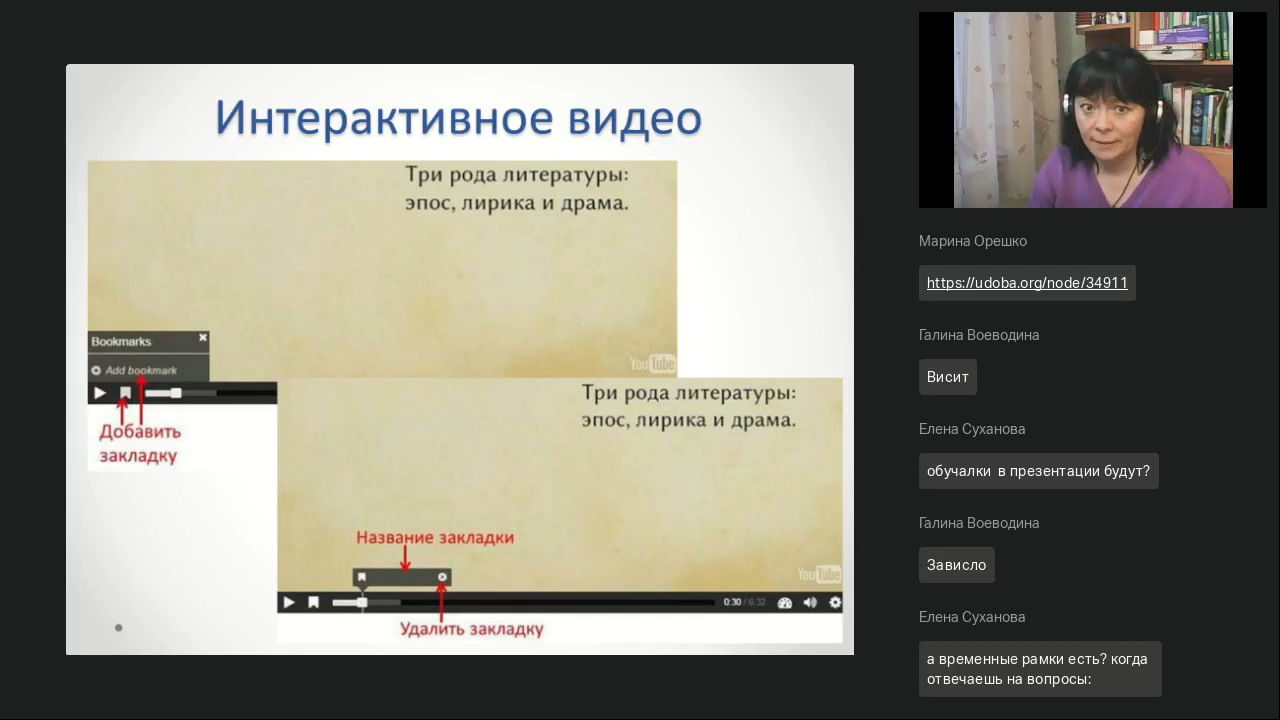 Интерактивное видео
Три рода литературы:
эпос, лирика и драма.
YouTube
Bookmarks
Add bookmark
Добавить
закладку
Три рода литературы:
эпос, лирика и драма.
Название закладки
YouTube
0:30 / 6:32
Удалить закладку
Марина Орешко
https://udoba.org/node/34911
Галина Воеводина
Висит
Елена Суханова
обучалки в презентации будут?
Галина Воеводина
Зависло
Елена Суханова
а временные рамки есть? когда
отвечаешь на вопросы: